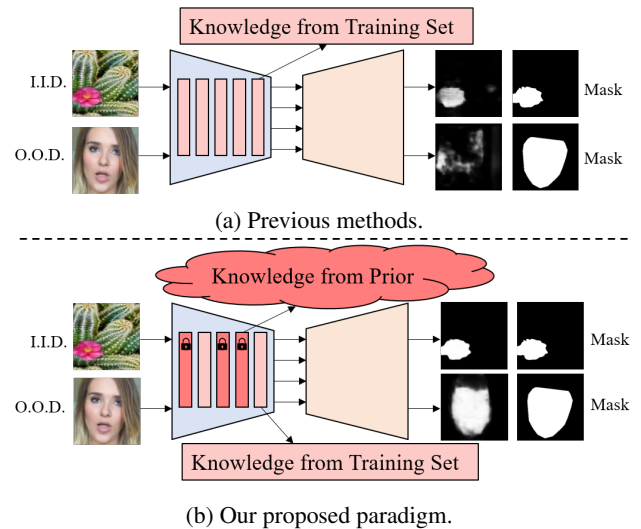 Knowledge from Training Set
I.I.D.
Mask
O.O.D.
Mask
(a) Previous methods.
Knowledge from Prior
I.I.D.
Mask
O.O.D.
Mask
Knowledge from Training Set
(b) Our proposed paradigm.